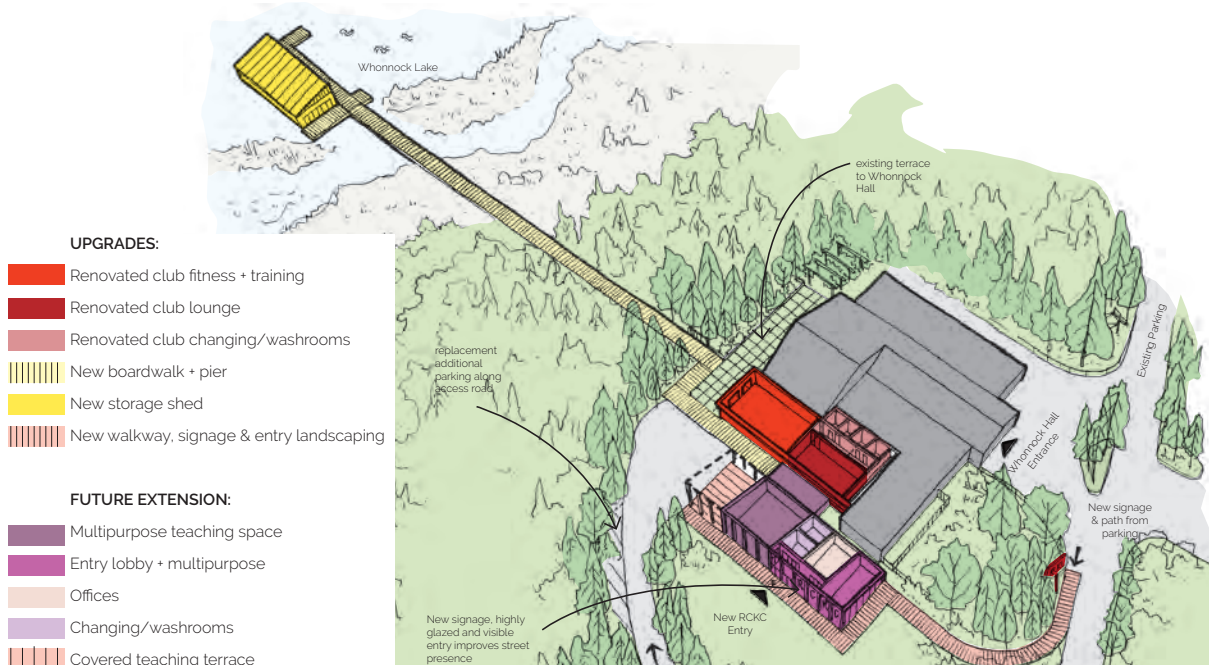 Whonnock Lake
existing terrace
to Whonnock
Hall
UPGRADES:
Renovated club fitness + training
Renovated club lounge
Renovated club changing/washrooms
New boardwalk + pier
New storage shed
New walkway, signage & entry landscaping
FUTURE EXTENSION:
Multipurpose teaching space
Entry lobby + multipurpose
Offices
Changing/washrooms
Covered teaching terrace
replacement
additional
parking along
access road
Existing Parking
Whonnock Hall
Entrance
New signage
& path from
parking
New RCKC
Entry
New signage, highly
glazed and visible
entry improves street
presence